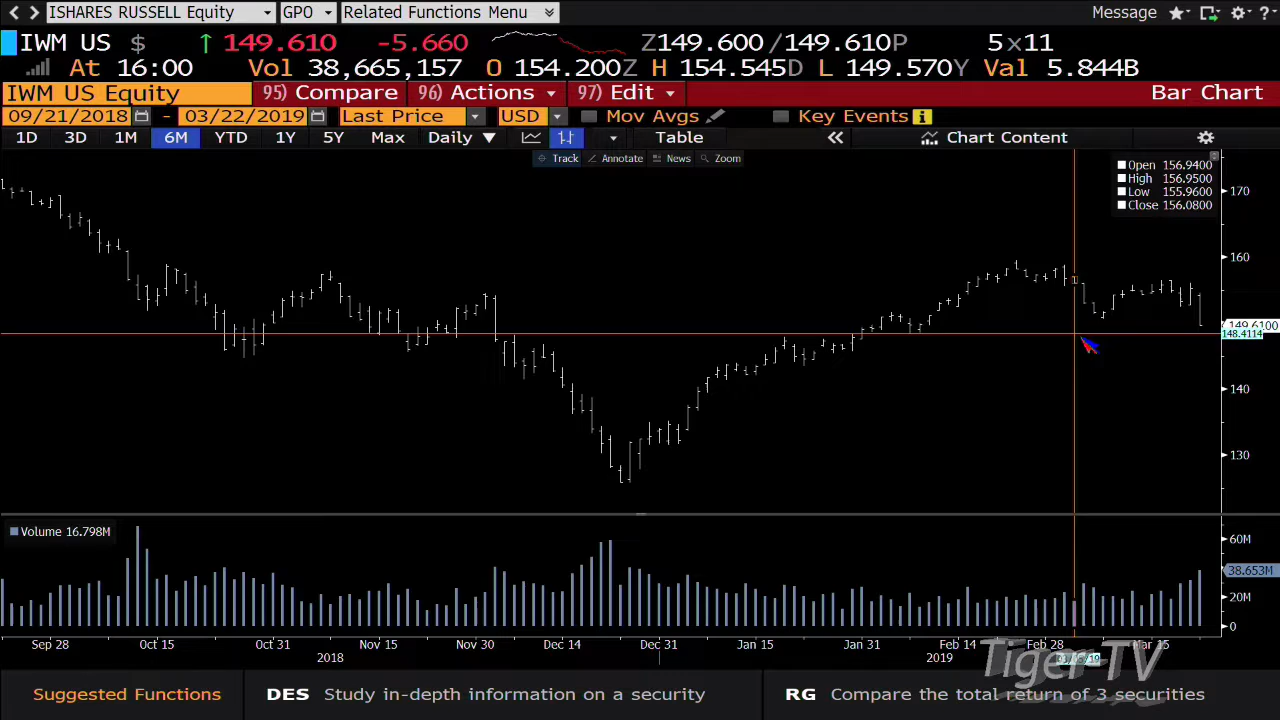 ISHARES RUSSELL Equity GPO Related Functions Menu Message ?
IWM US $ ↑ 149.610 -5.660 Z149.600 /149.610P 5x11
At 16:00 Vol 38,665,157 O 154.200Z H 154.545D L 149.570Y Val 5.844B
IWM US Equity 95) Compare 96) Actions 97) Edit Bar Chart
09/21/2018 - 03/22/2019 Last Price USD Mov Avgs Key Events i
1D 3D 1M 6M YTD 1Y 5Y Max Daily ▼ Table « Chart Content
Track Annotate News Zoom
Open 156.9400
High 156.9500
Low 155.9600
Close 156.0800
170
160
149.6100
148.4114
140
130
Volume 16.798M
60M
38.653M
20M
0
Sep 28 Oct 15 Oct 31 Nov 15 Nov 30 Dec 14 Dec 31 Jan 15 Jan 31 Feb 14 Feb 28 Mar 15
2018 2019
Tiger-TV
Suggested Functions DES Study in-depth information on a security RG Compare the total return of 3 securities